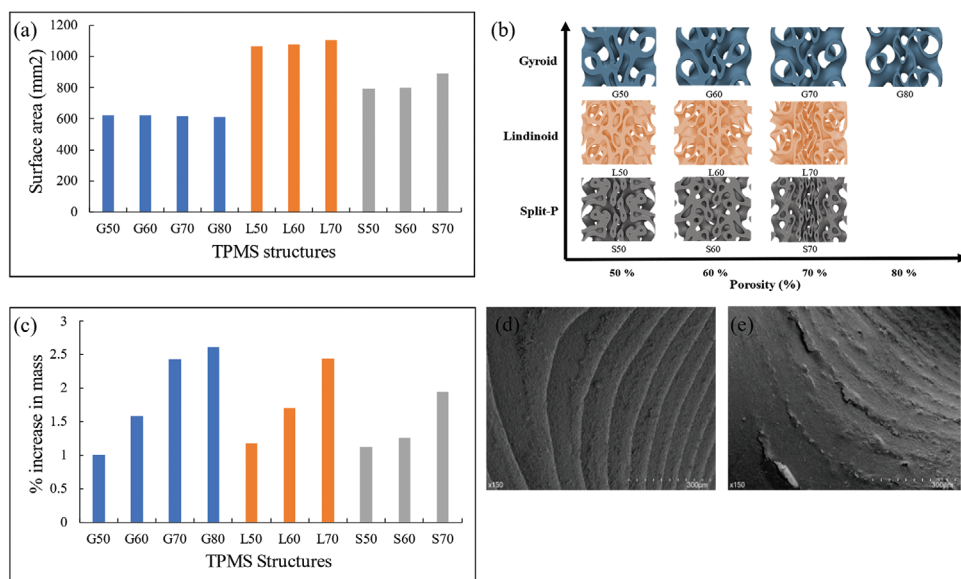 (a)
Surface area (mm2)
1200
1000
800
600
400
200
0
G50 G60 G70 G80 L50 L60 L70 S50 S60 S70
TPMS structures
(b)
Gyroid
G50 G60 G70 G80
Lindinoid
L50 L60 L70
Split-P
S50 S60 S70
50 % 60 % 70 % 80 %
Porosity (%)
(c)
% increase in mass
3
2.5
2
1.5
1
0.5
0
G50 G60 G70 G80 L50 L60 L70 S50 S60 S70
TPMS Structures
(d)
x150 300µm
(e)
x150 300µm